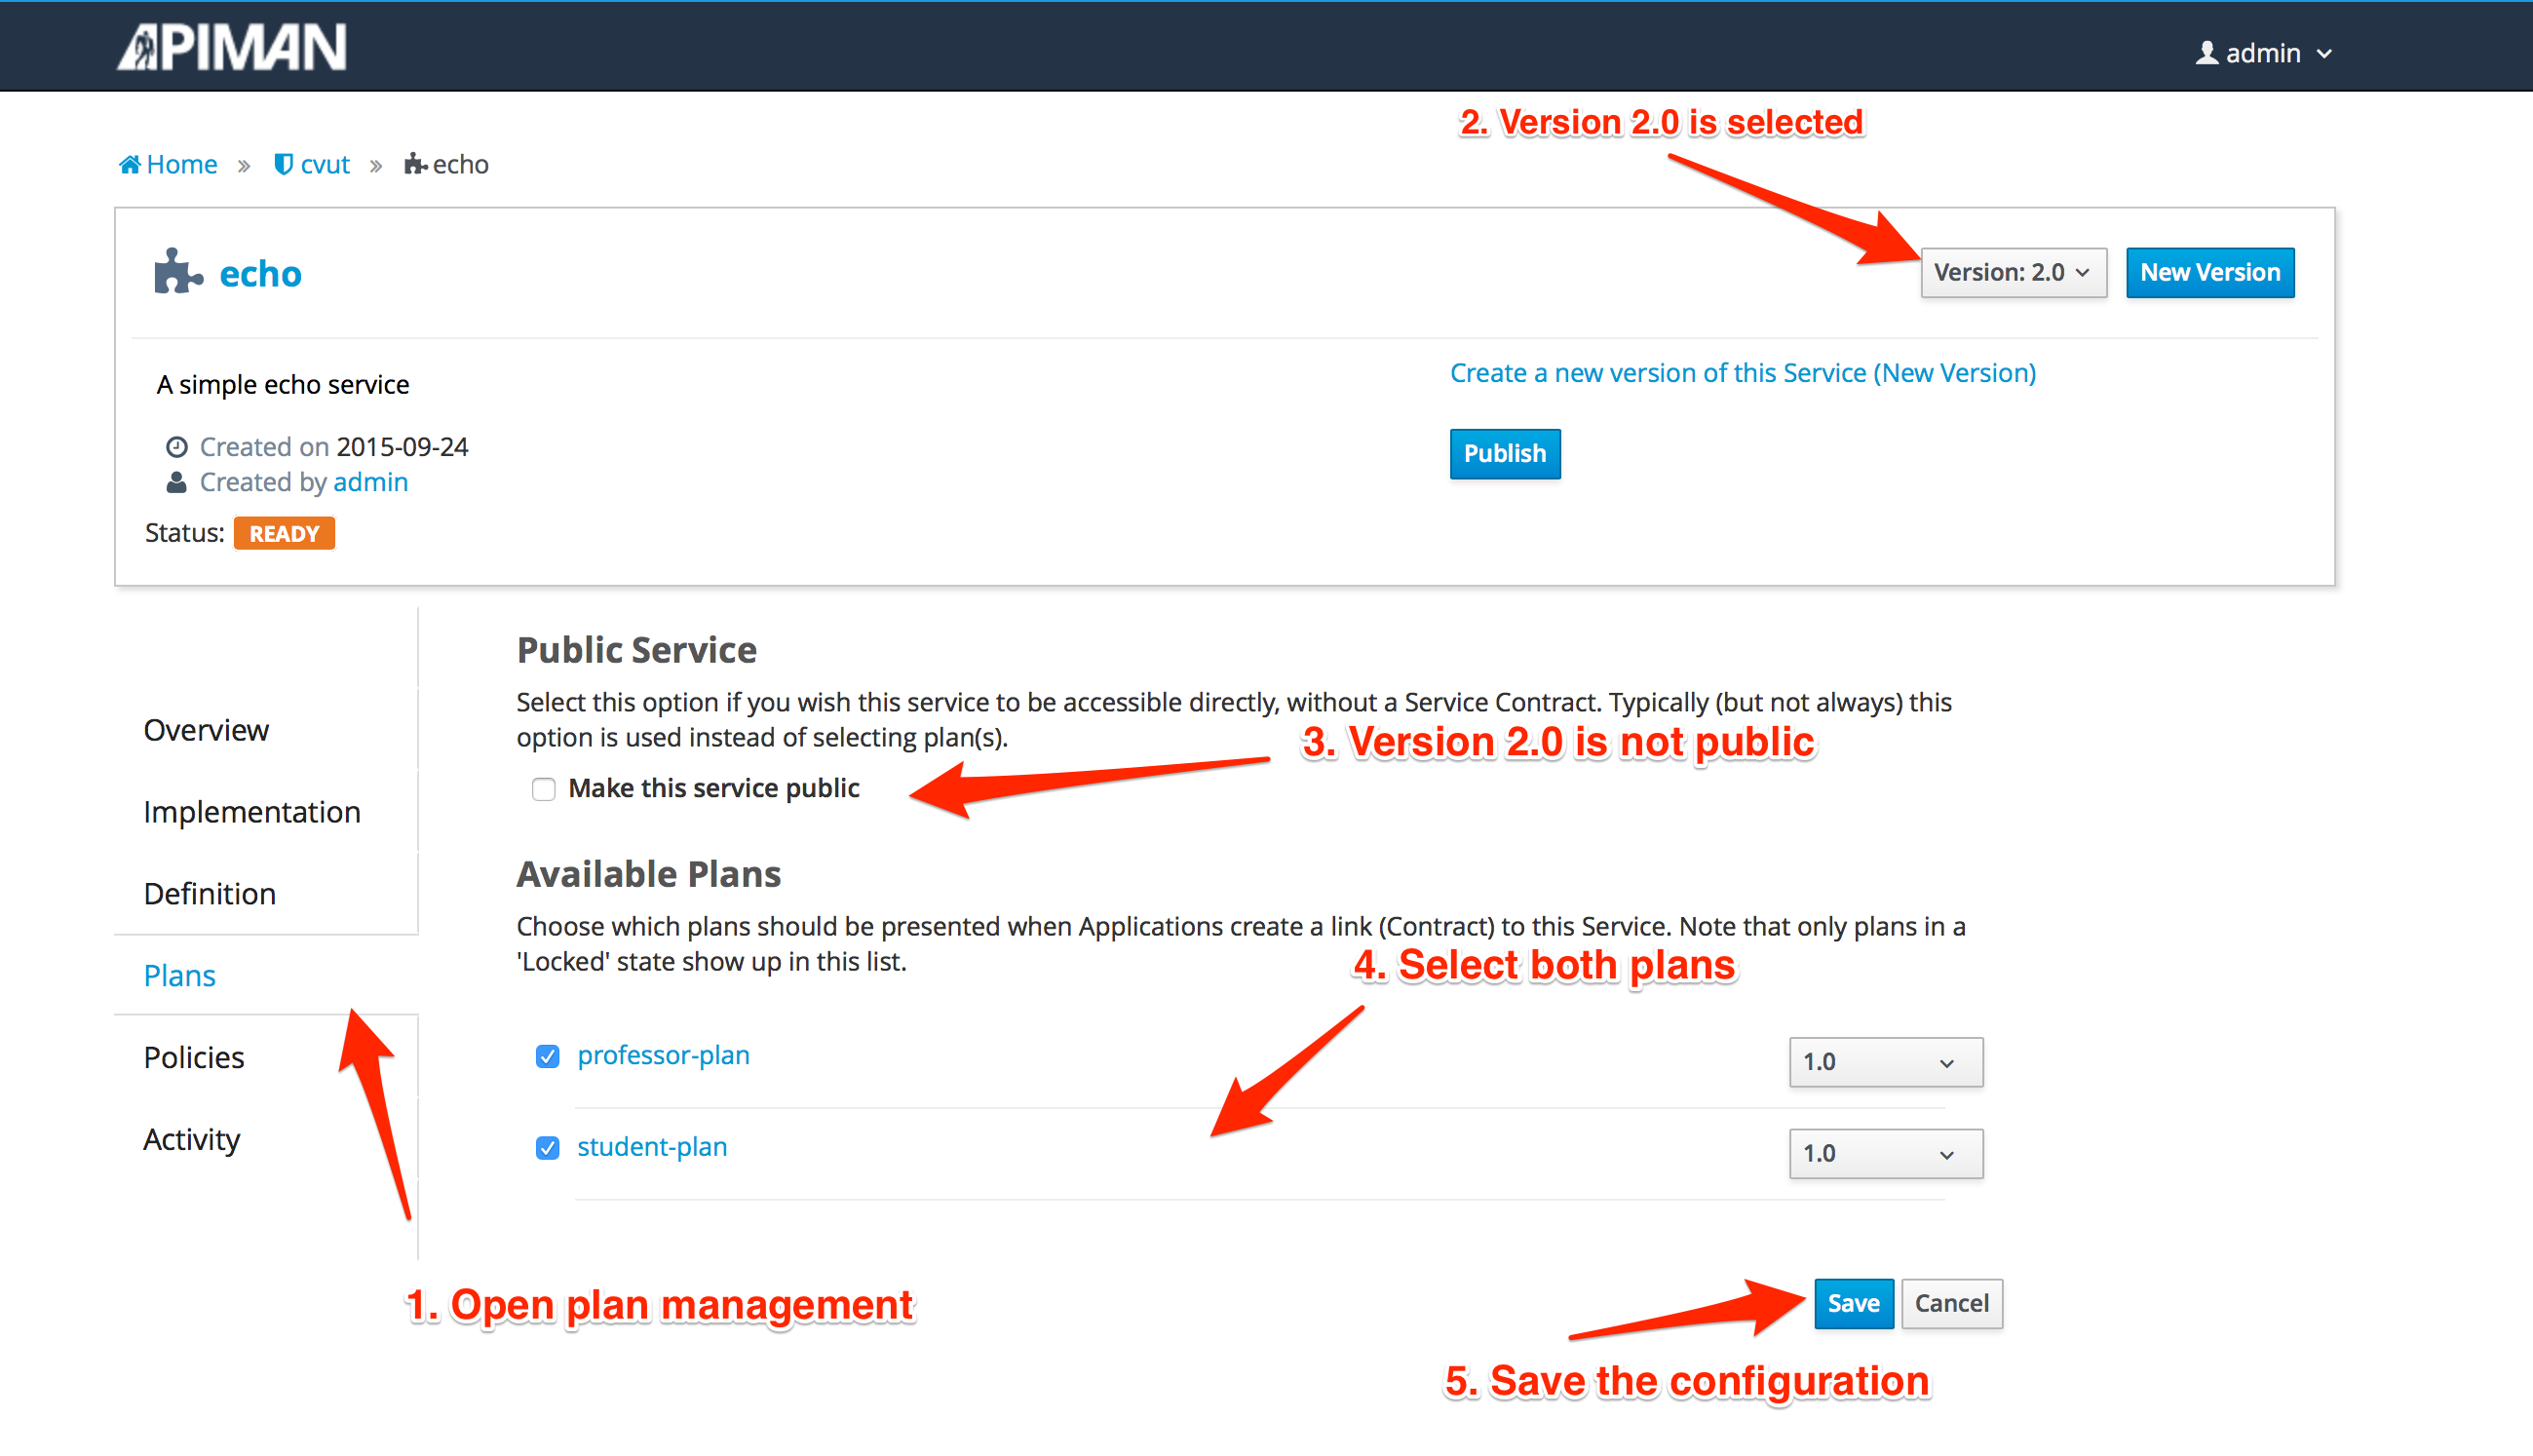 APIMAN
admin
2. Version 2.0 is selected
Home » cvut » echo
echo
Version: 2.0
New Version
A simple echo service
Create a new version of this Service (New Version)
Created on 2015-09-24
Publish
Created by admin
Status: READY
Public Service
Select this option if you wish this service to be accessible directly, without a Service Contract. Typically (but not always) this
option is used instead of selecting plan(s).
3. Version 2.0 is not public
Make this service public
Overview
Implementation
Definition
Plans
Policies
Activity
Available Plans
Choose which plans should be presented when Applications create a link (Contract) to this Service. Note that only plans in a
'Locked' state show up in this list.
4. Select both plans
professor-plan
1.0
student-plan
1.0
1. Open plan management
Save
Cancel
5. Save the configuration